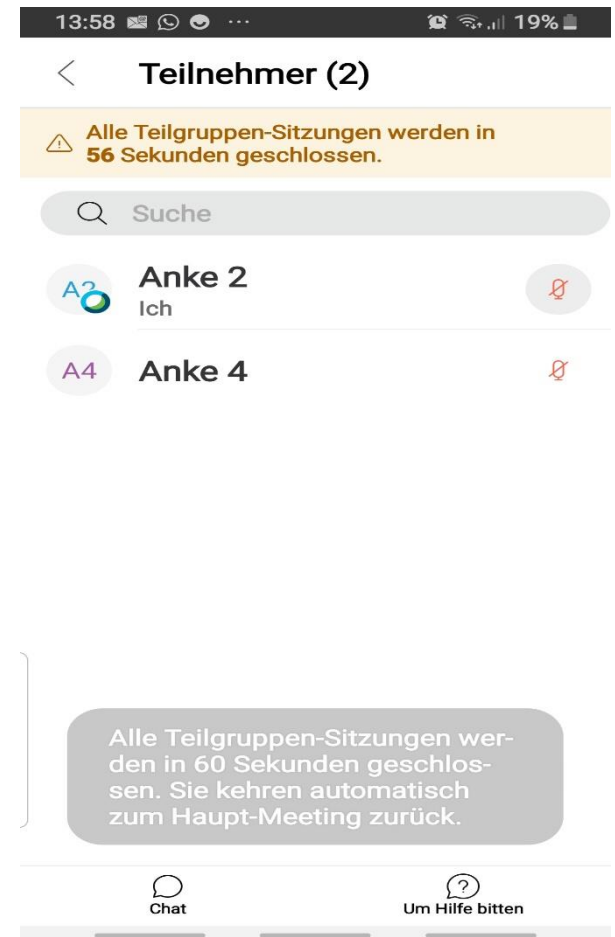 13:58 19%
Teilnehmer (2)
Alle Teilgruppen-Sitzungen werden in
56 Sekunden geschlossen.
Suche
A2 Anke 2
Ich
A4 Anke 4
Alle Teilgruppen-Sitzungen wer-
den in 60 Sekunden geschlos-
sen. Sie kehren automatisch
zum Haupt-Meeting zurück.
Chat Um Hilfe bitten